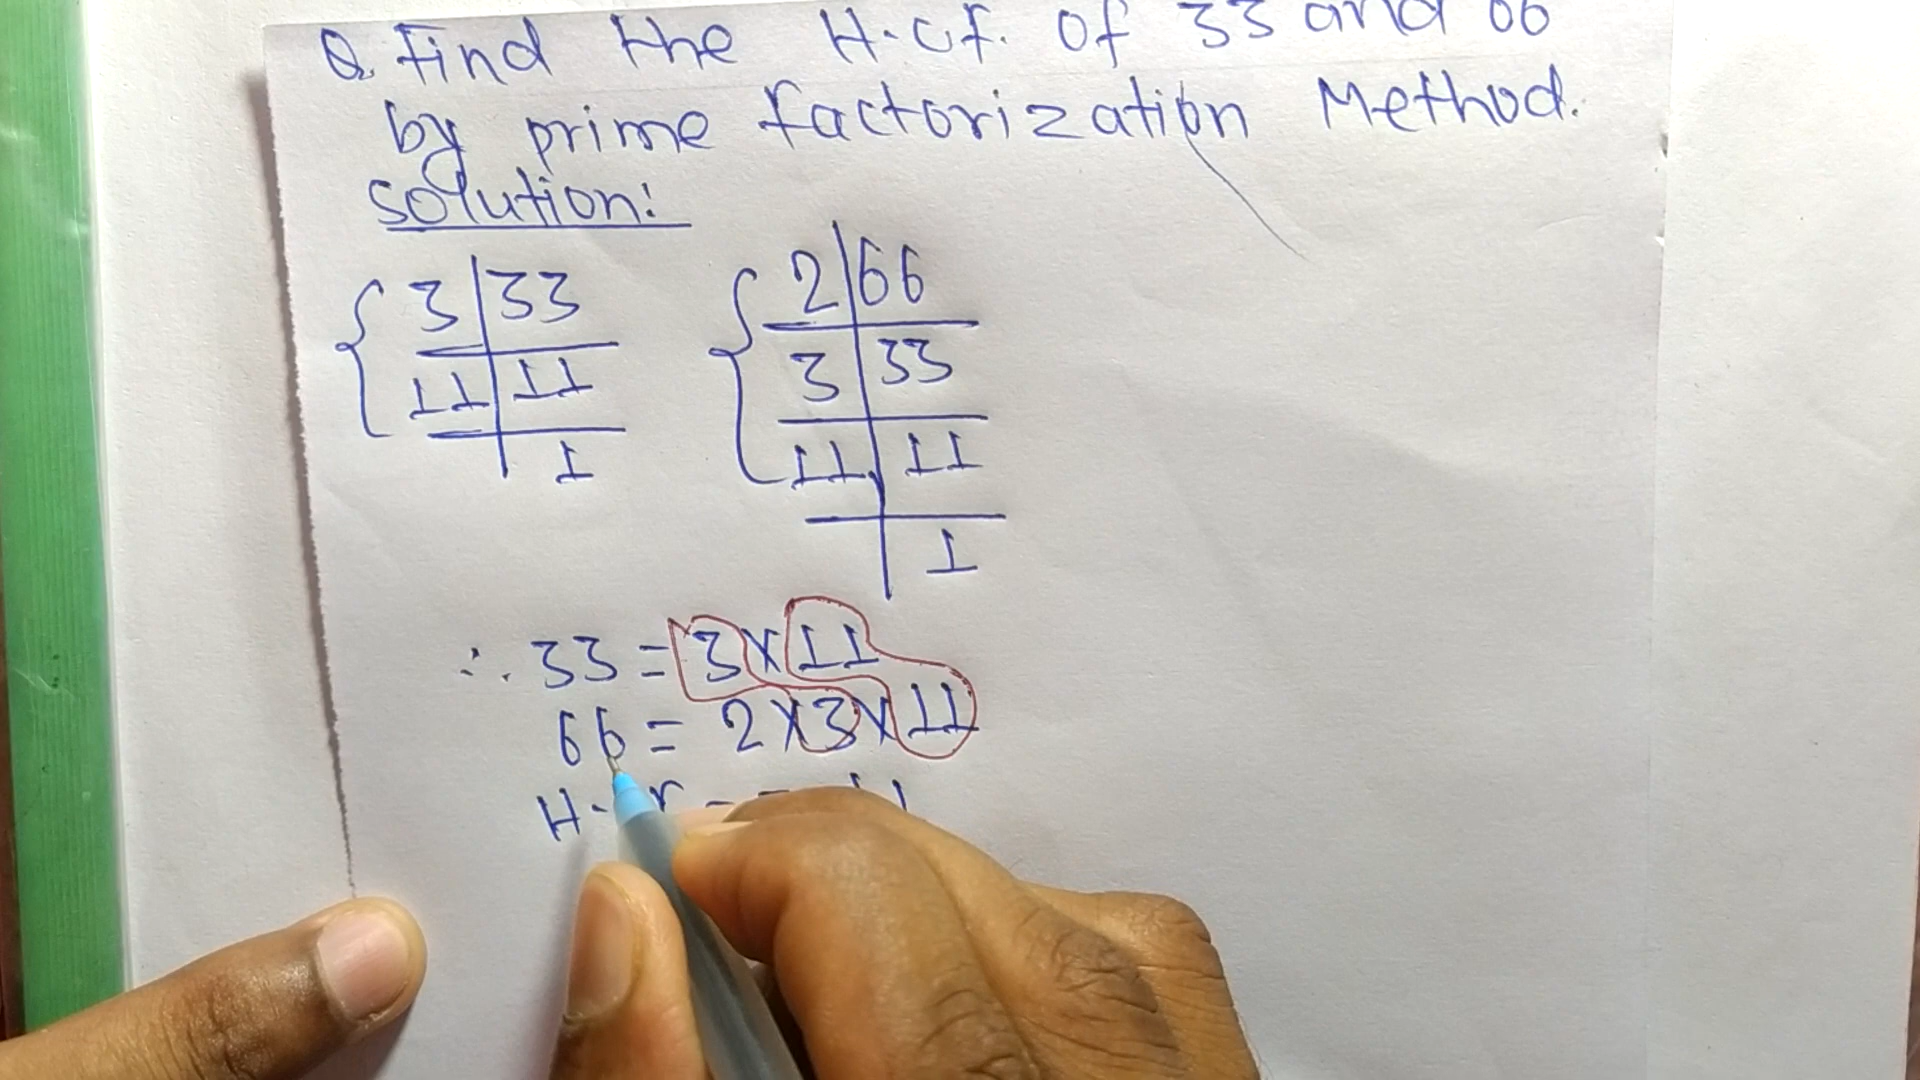 Q. Find the H.C.F. of 33 and 66
by prime factorization Method.
Solution:
3 | 33
11 | 11
1
2 | 66
3 | 33
11 | 11
1
∴ 33 = 3 × 11
66 = 2 × 3 × 11